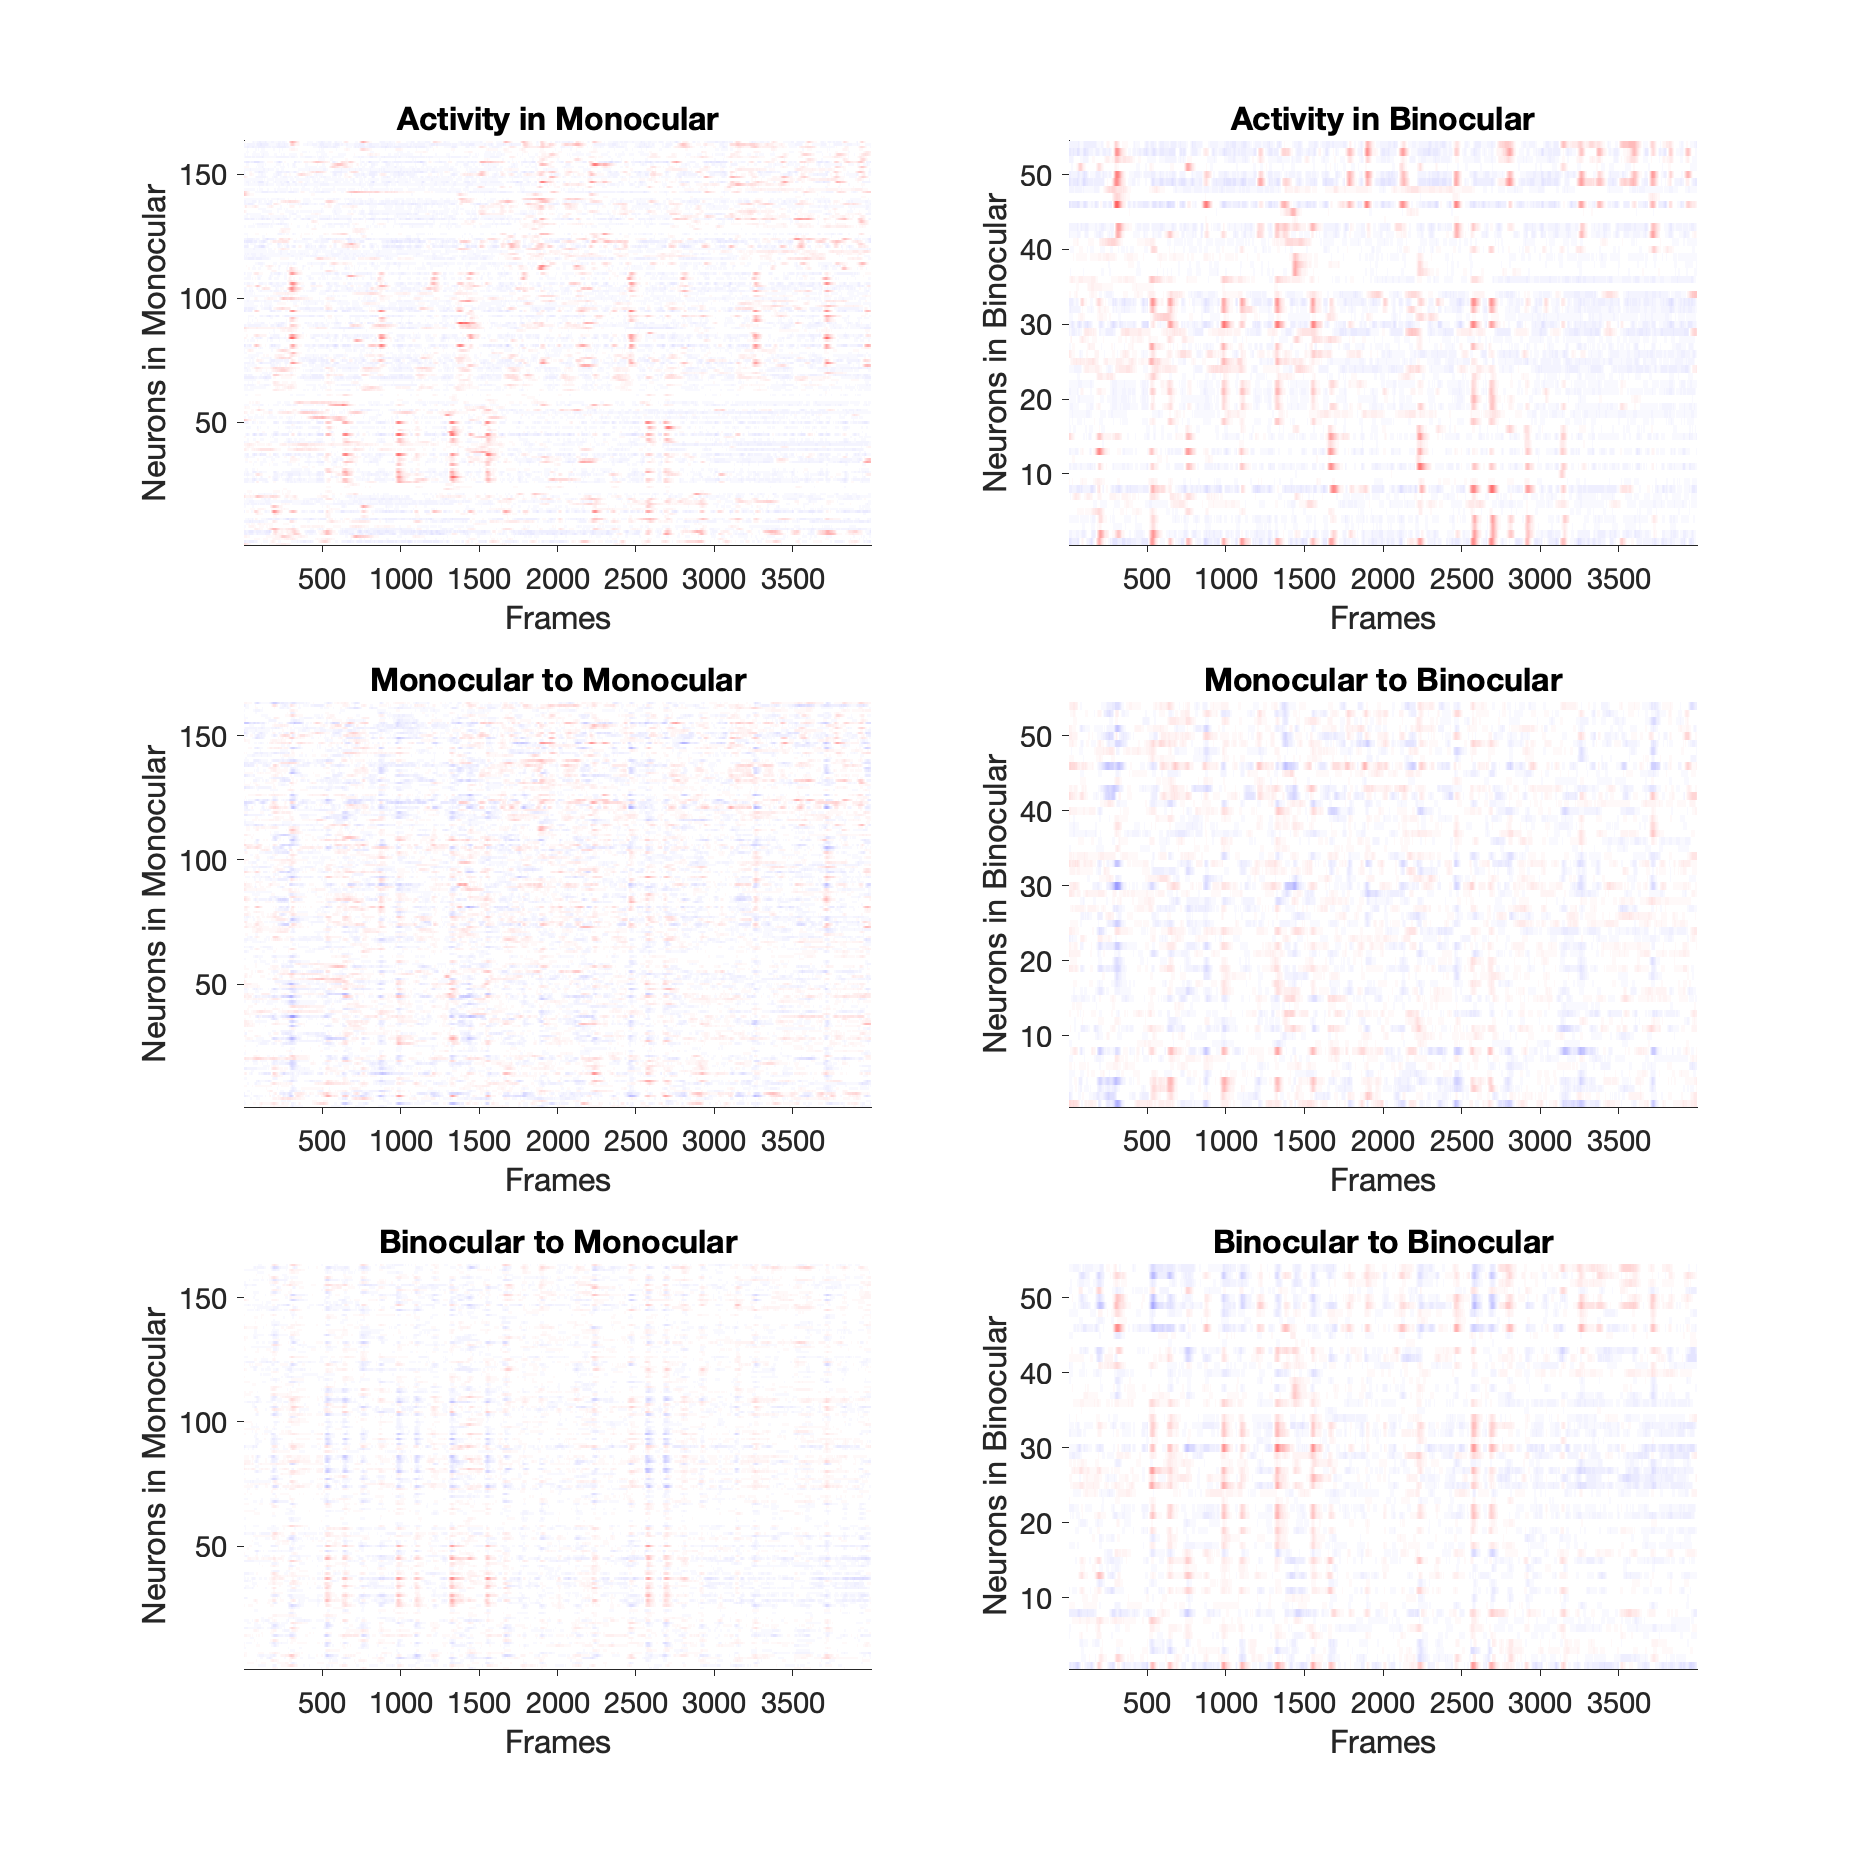 Activity in Monocular
Neurons in Monocular
150
100
50
500 1000 1500 2000 2500 3000 3500
Frames
Activity in Binocular
Neurons in Binocular
50
40
30
20
10
500 1000 1500 2000 2500 3000 3500
Frames
Monocular to Monocular
Neurons in Monocular
150
100
50
500 1000 1500 2000 2500 3000 3500
Frames
Monocular to Binocular
Neurons in Binocular
50
40
30
20
10
500 1000 1500 2000 2500 3000 3500
Frames
Binocular to Monocular
Neurons in Monocular
150
100
50
500 1000 1500 2000 2500 3000 3500
Frames
Binocular to Binocular
Neurons in Binocular
50
40
30
20
10
500 1000 1500 2000 2500 3000 3500
Frames